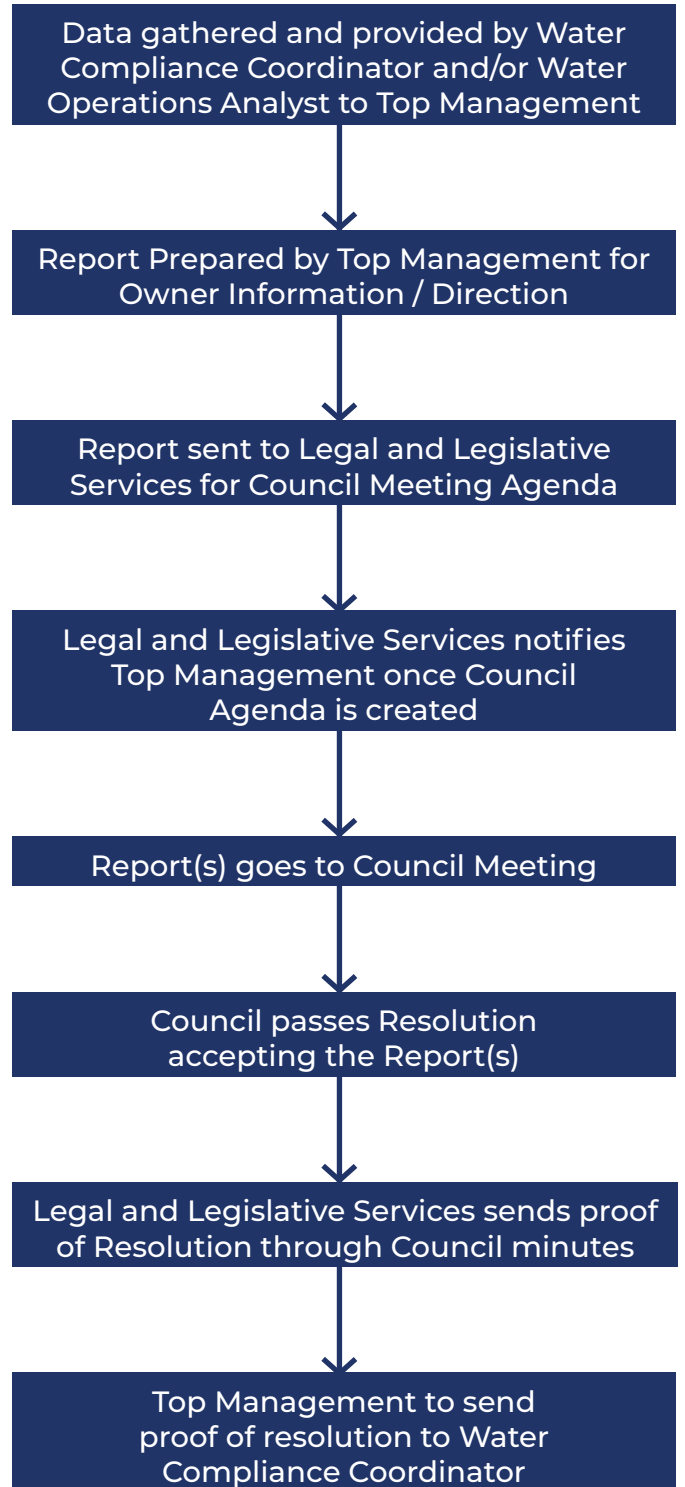 Data gathered and provided by Water
Compliance Coordinator and/or Water
Operations Analyst to Top Management
Report Prepared by Top Management for
Owner Information / Direction
Report sent to Legal and Legislative
Services for Council Meeting Agenda
Legal and Legislative Services notifies
Top Management once Council
Agenda is created
Report(s) goes to Council Meeting
Council passes Resolution
accepting the Report(s)
Legal and Legislative Services sends proof
of Resolution through Council minutes
Top Management to send
proof of resolution to Water
Compliance Coordinator